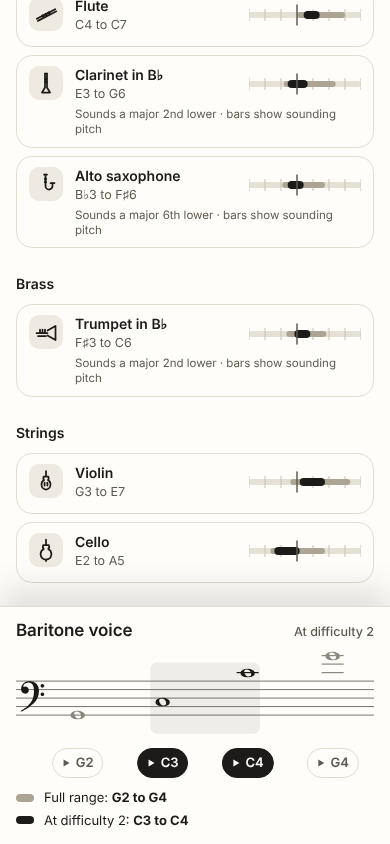 Flute
C4 to C7
Clarinet in B♭
E3 to G6
Sounds a major 2nd lower · bars show sounding
pitch
Alto saxophone
B♭3 to F♯6
Sounds a major 6th lower · bars show sounding
pitch
Brass
Trumpet in B♭
F♯3 to C6
Sounds a major 2nd lower · bars show sounding
pitch
Strings
Violin
G3 to E7
Cello
E2 to A5
Baritone voice
At difficulty 2
G2
C3
C4
G4
Full range: G2 to G4
At difficulty 2: C3 to C4